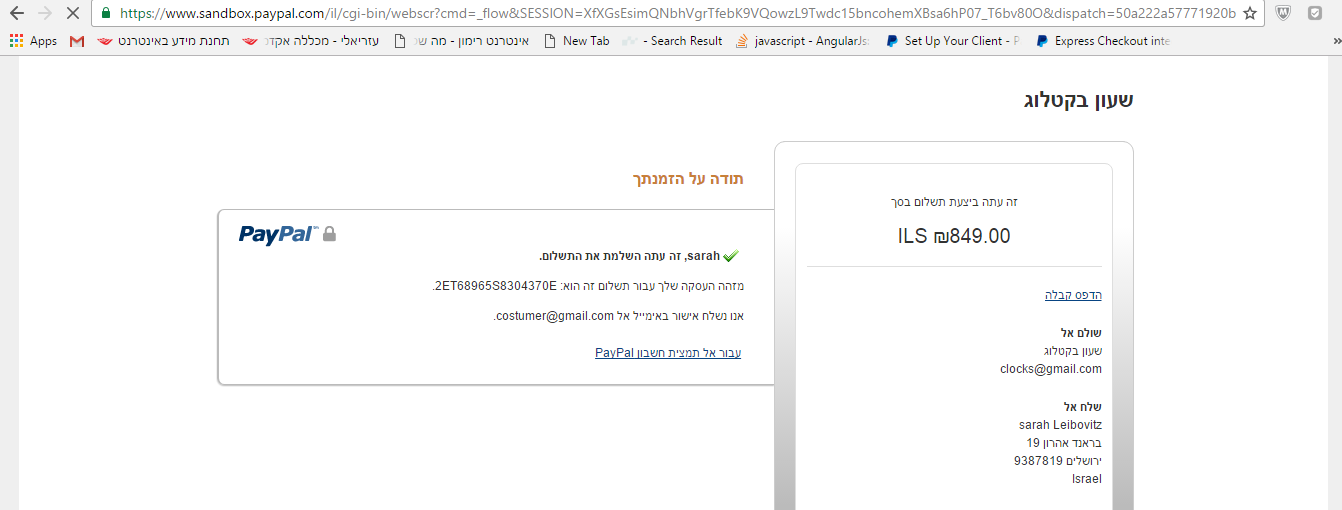 https://www.sandbox.paypal.com/il/cgi-bin/webscr?cmd=_flow&SESSION=XfXGsEsimQNbhVgrTfebK9VQowzL9Twdc15bncohemXBsa6hP07_T6bv80O&dispatch=50a222a57771920b
Apps תחנת מידע באינטרנט עזריאלי - מכללה אקדכ אינטרנט רימון - מה שכ New Tab - Search Result javascript - AngularJs: Set Up Your Client - P Express Checkout inte
שעון בקטלוג
תודה על הזמנתך
PayPal
sarah, זה עתה השלמת את התשלום.
מזהה העסקה שלך עבור תשלום זה הוא: 2ET68965S8304370E.
אנו נשלח אישור באימייל אל costumer@gmail.com.
עבור אל תמצית חשבון PayPal
זה עתה ביצעת תשלום בסך
ILS ₪849.00
הדפס קבלה
שולם אל
שעון בקטלוג
clocks@gmail.com
שלח אל
sarah Leibovitz
בראנד אהרון 19
ירושלים 9387819
Israel